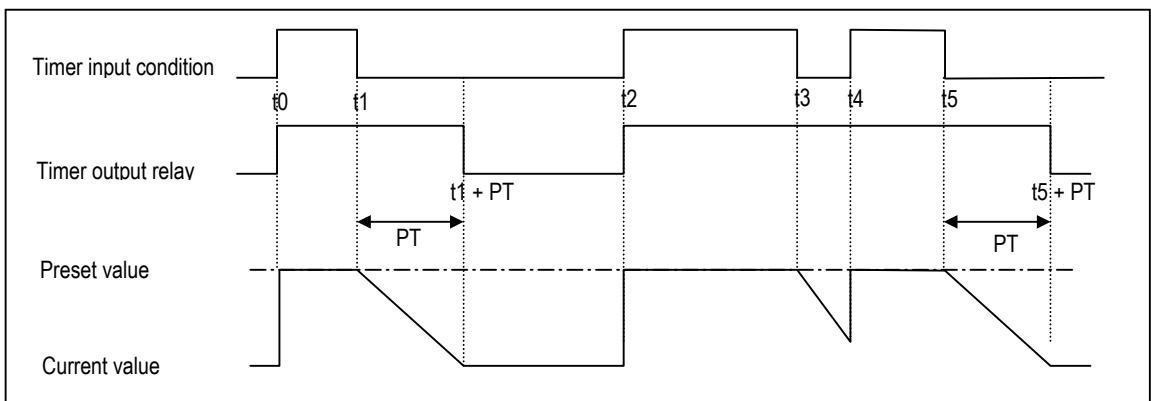 Timer input condition
t0 t1 t2 t3 t4 t5
Timer output relay
t1 + PT t5 + PT
PT PT
Preset value
Current value